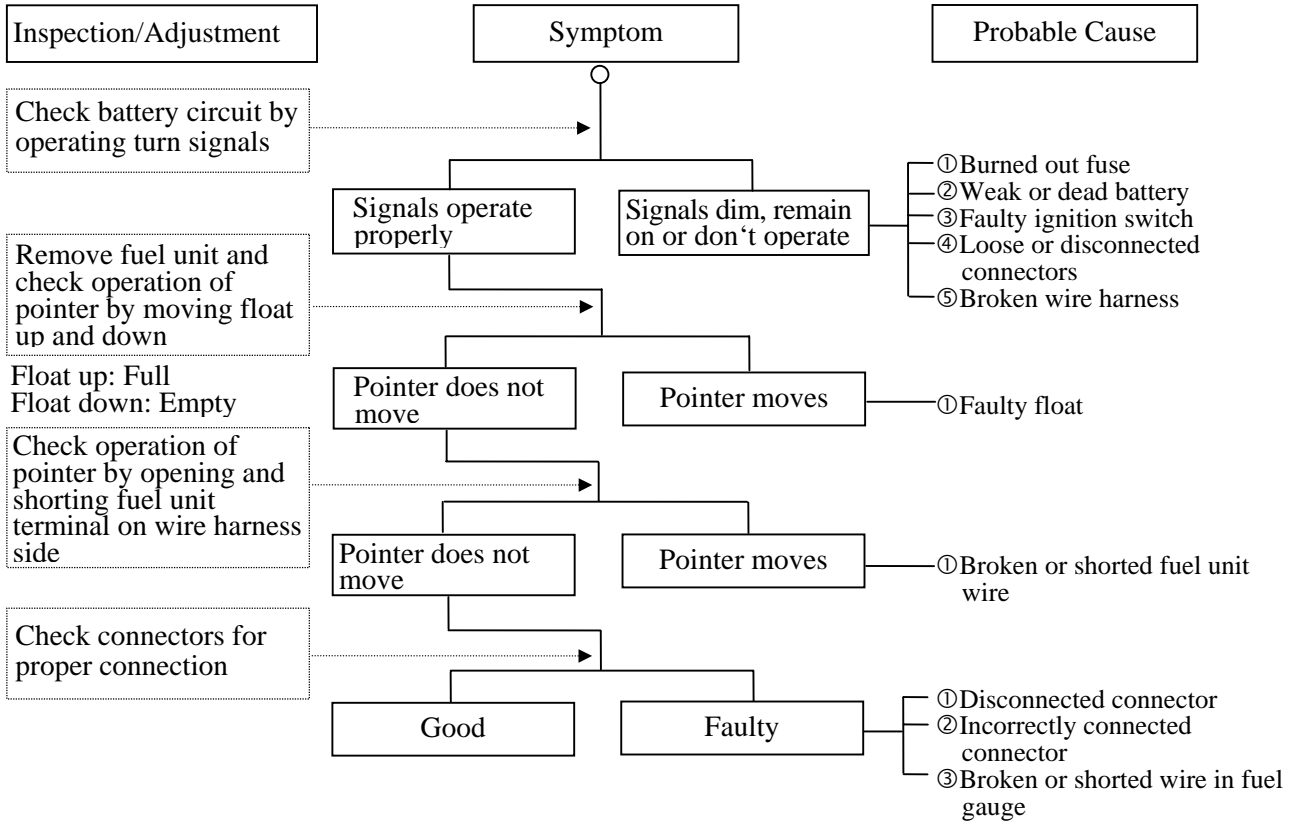 Inspection/Adjustment
Symptom
Probable Cause
Check battery circuit by
operating turn signals
Signals operate
properly
Signals dim, remain
on or don‘t operate
①Burned out fuse
②Weak or dead battery
③Faulty ignition switch
④Loose or disconnected
connectors
⑤Broken wire harness
Remove fuel unit and
check operation of
pointer by moving float
up and down
Float up: Full
Float down: Empty
Pointer does not
move
Pointer moves
①Faulty float
Check operation of
pointer by opening and
shorting fuel unit
terminal on wire harness
side
Pointer does not
move
Pointer moves
①Broken or shorted fuel unit
wire
Check connectors for
proper connection
Good
Faulty
①Disconnected connector
②Incorrectly connected
connector
③Broken or shorted wire in fuel
gauge